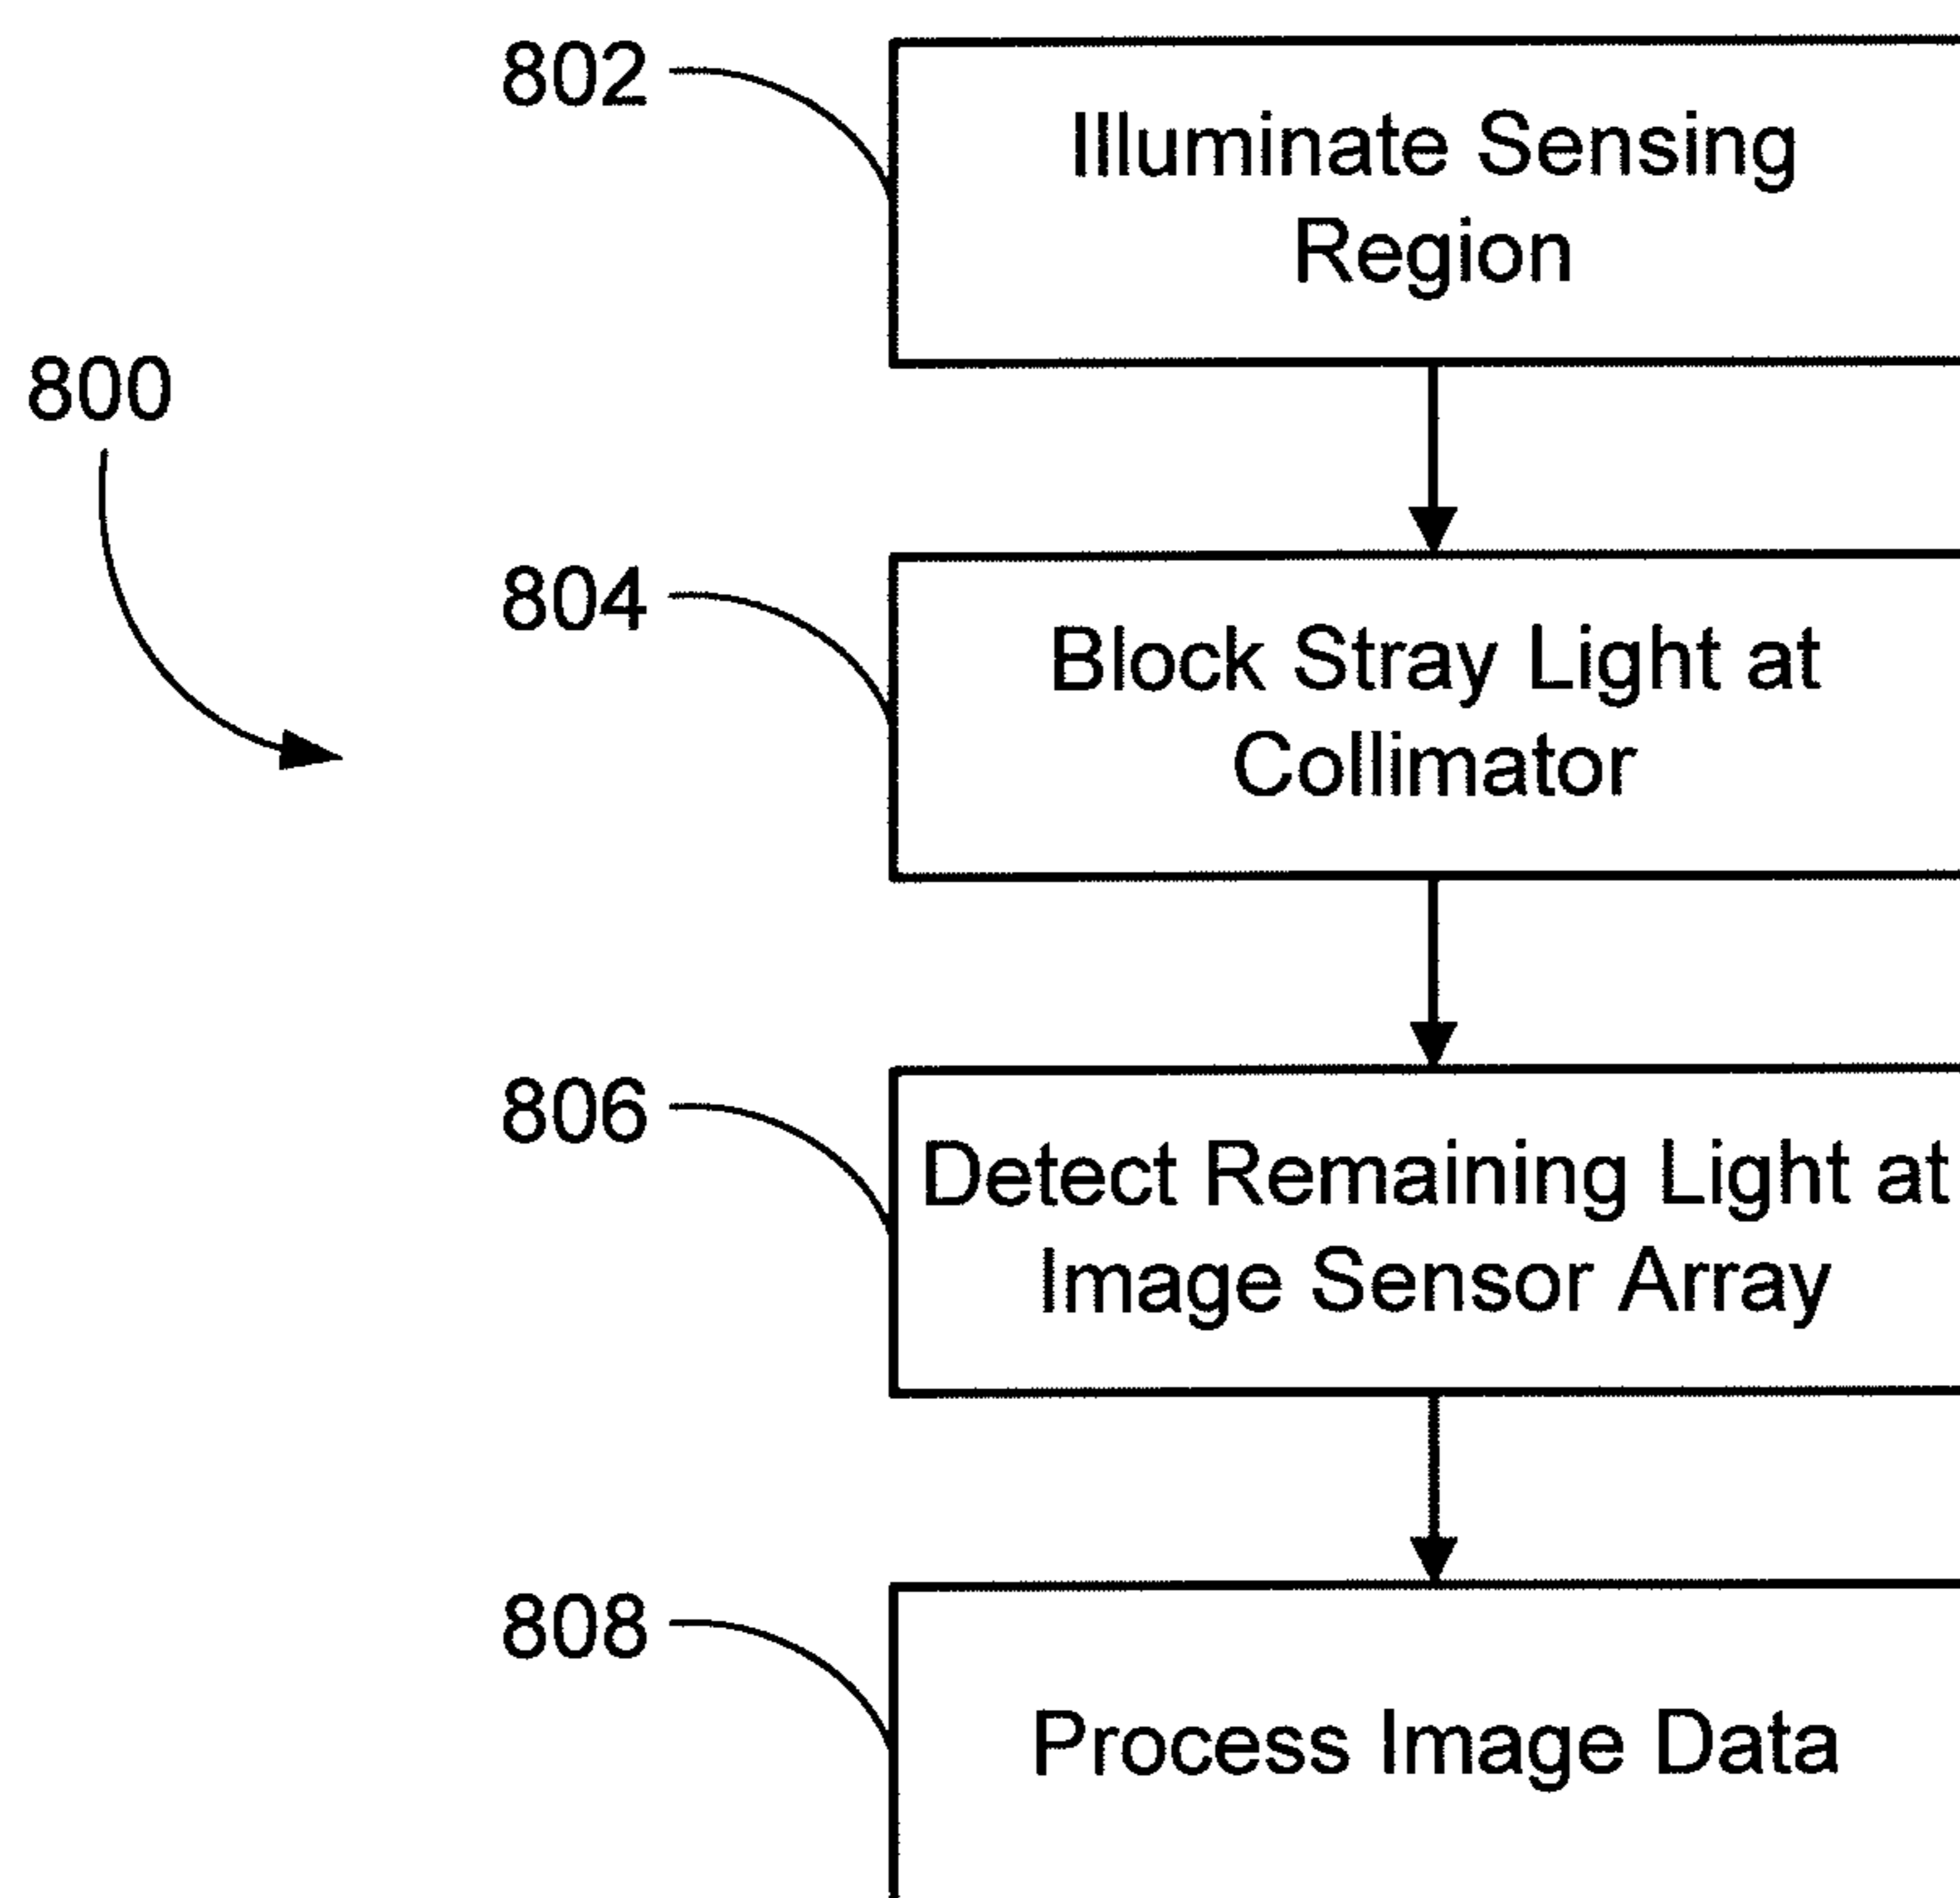 802
Illuminate Sensing
Region
800
804
Block Stray Light at
Collimator
806
Detect Remaining Light at
Image Sensor Array
808
Process Image Data